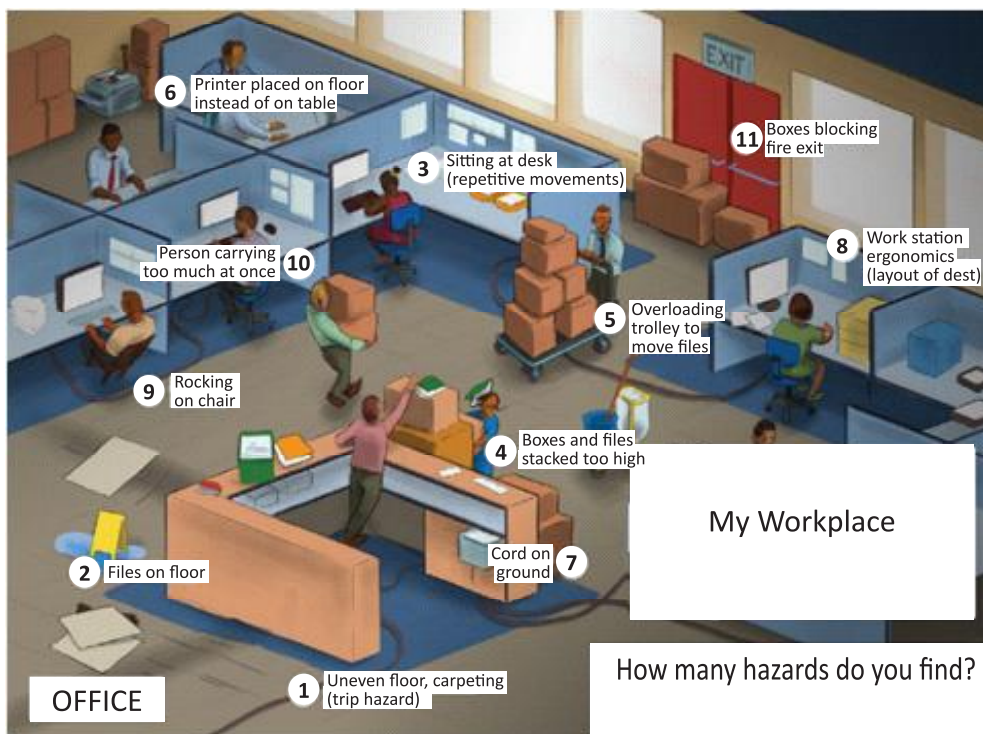 EXIT
6
Printer placed on floor
instead of on table
11
Boxes blocking
fire exit
3
Sitting at desk
(repetitive movements)
8
Work station
ergonomics
(layout of dest)
Person carrying
too much at once
10
5
Overloading
trolley to
move files
9
Rocking
on chair
4
Boxes and files
stacked too high
My Workplace
Cord on
ground
7
2
Files on floor
How many hazards do you find?
1
Uneven floor, carpeting
(trip hazard)
OFFICE